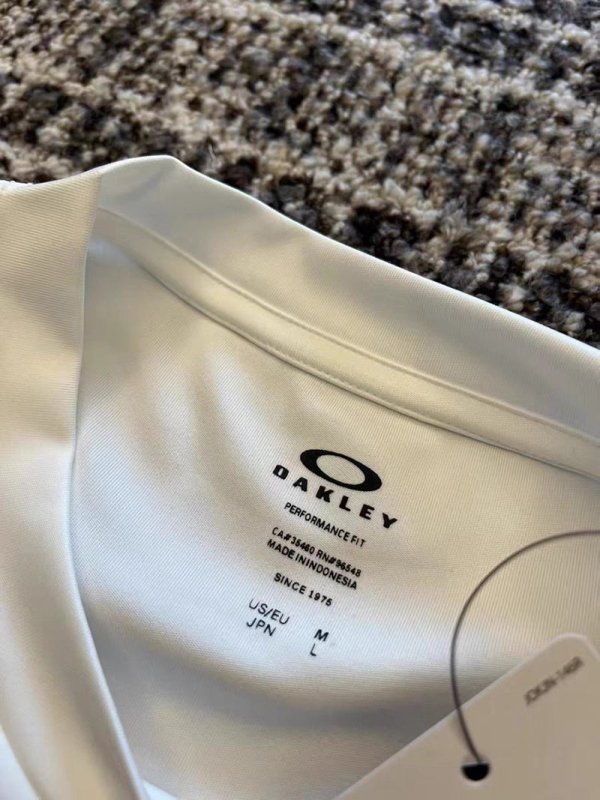 OAKLEY
PERFORMANCE FIT
CA#35460 RN#96548
MADE IN INDONESIA
SINCE 1975
US/EU M
JPN L